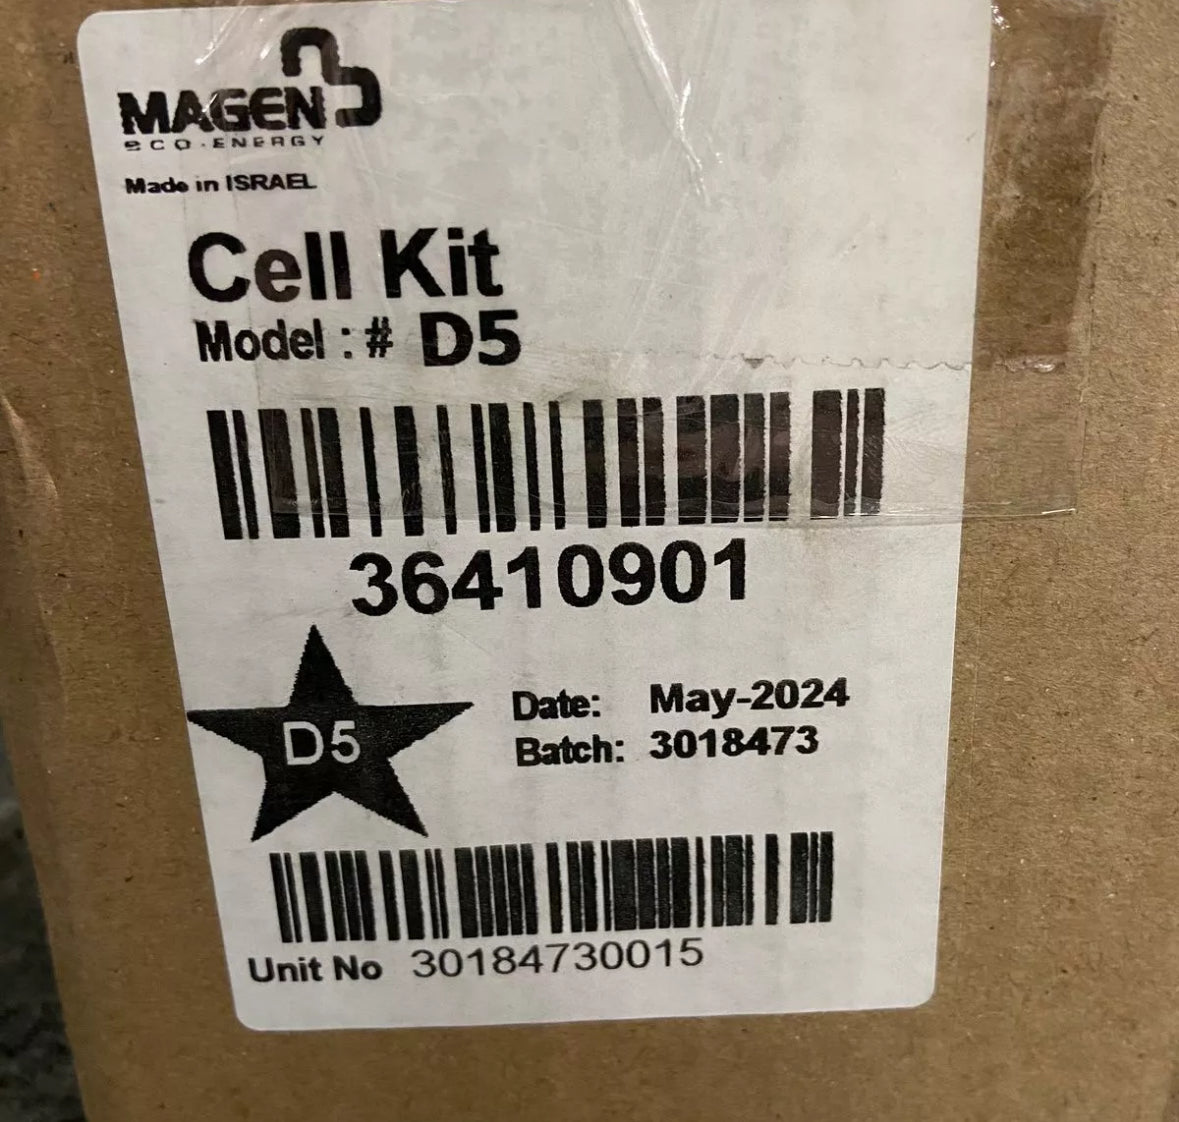 MAGEN
eCO.ENERGY
Made in ISRAEL
Cell Kit
Model : # D5
36410901
D5
Date: May-2024
Batch: 3018473
Unit No 30184730015